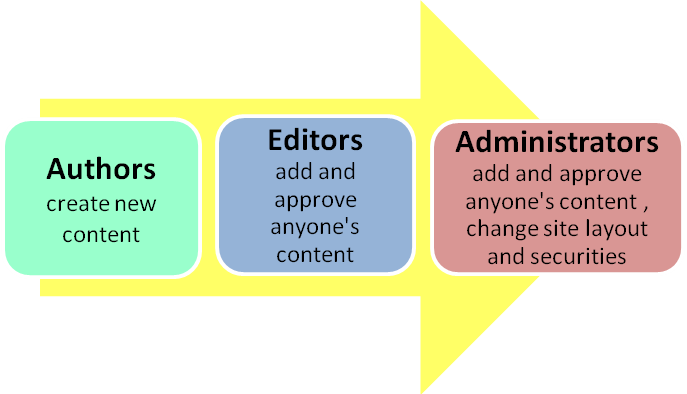 Authors
create new
content
Editors
add and
approve
anyone's
content
Administrators
add and approve
anyone's content ,
change site layout
and securities